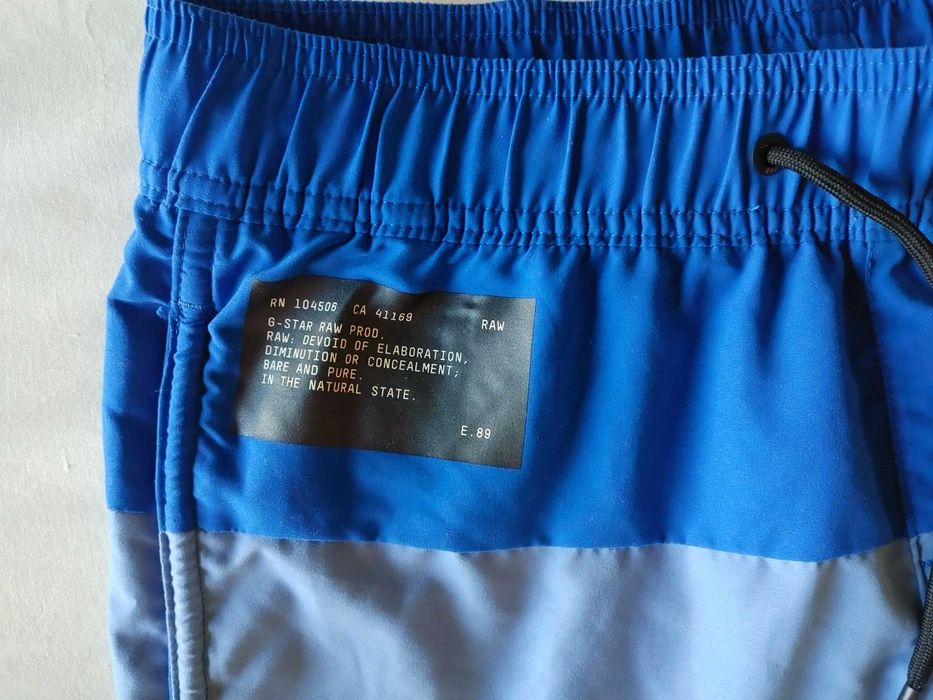 RN 104506 CA 41169 RAW
G-STAR RAW PROD.
RAW: DEVOID OF ELABORATION,
DIMINUTION OR CONCEALMENT;
BARE AND PURE.
IN THE NATURAL STATE.
E.89